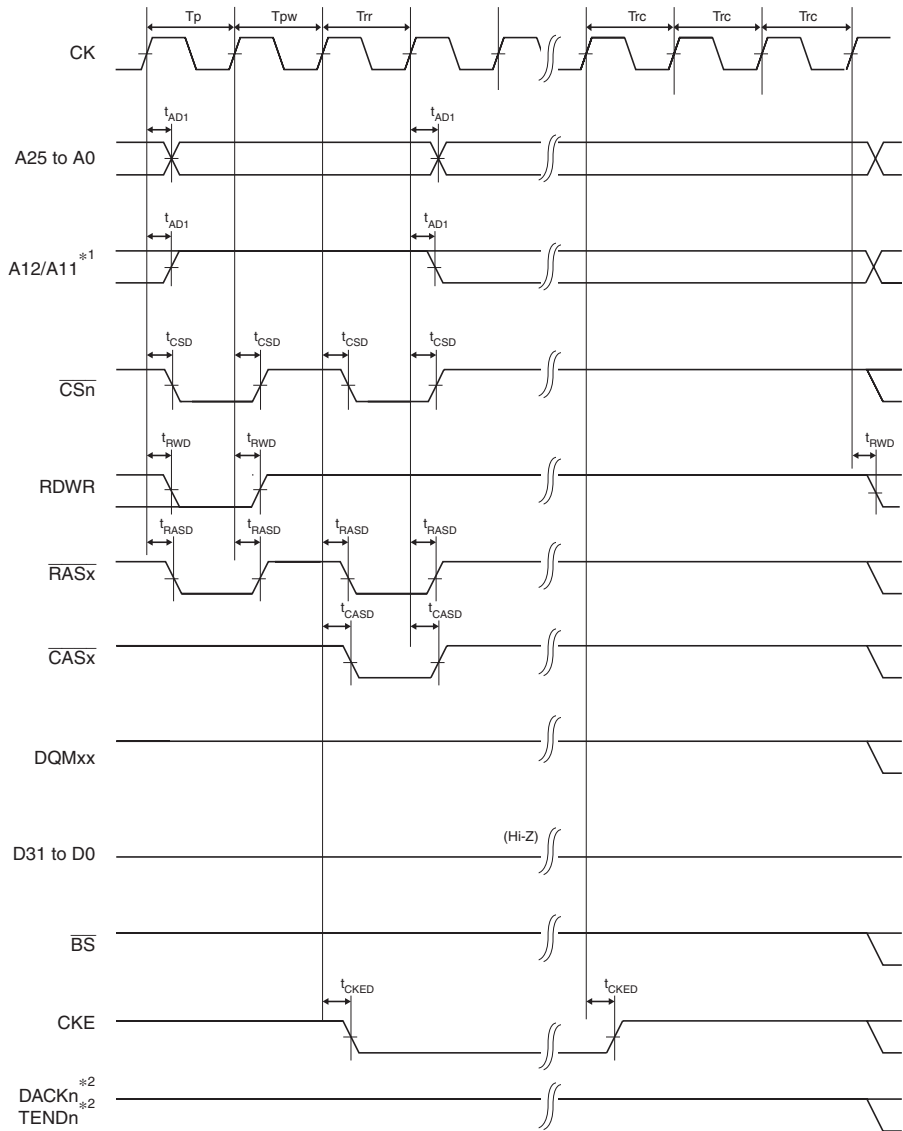 Tp Tpw Trr Trc Trc Trc
CK
tAD1 tAD1
A25 to A0
tAD1 tAD1
A12/A11*1
tCSD tCSD tCSD tCSD
CSn
tRWD tRWD tRWD
RDWR
tRASD tRASD tRASD tRASD
RASx
tCASD tCASD
CASx
DQMxx
(Hi-Z)
D31 to D0
BS
tCKED tCKED
CKE
DACKn*2
TENDn*2